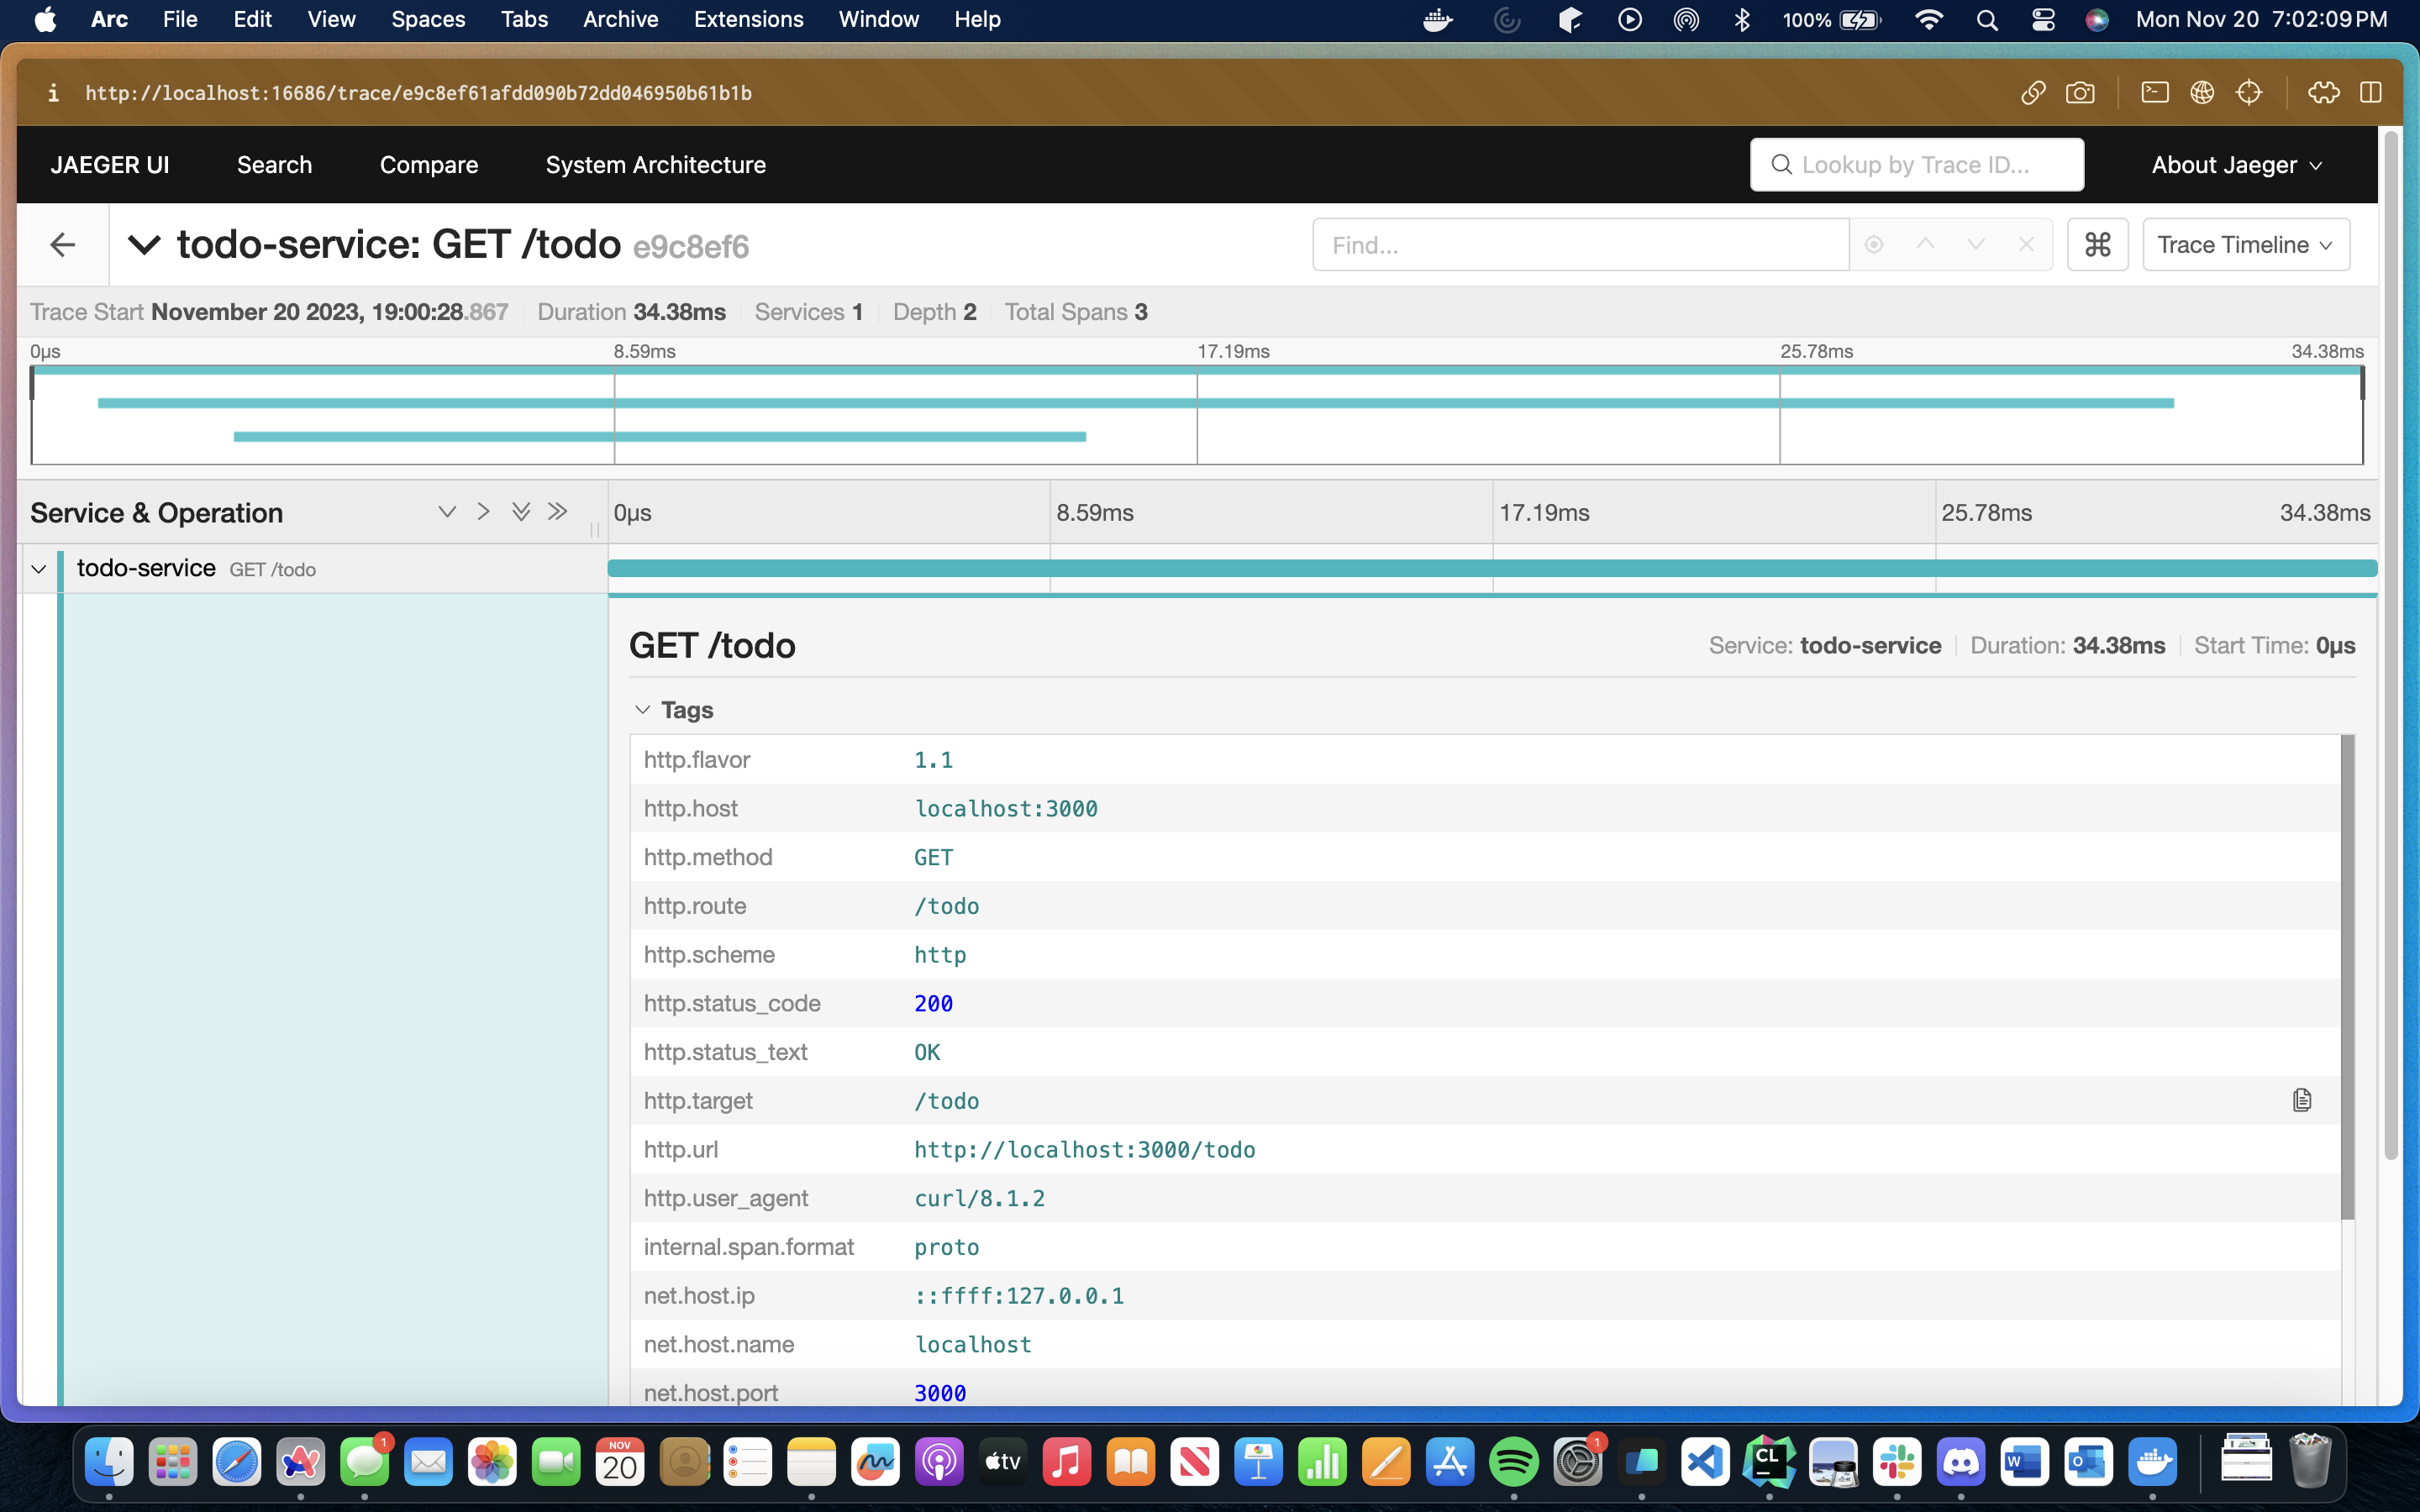 Arc File Edit View Spaces Tabs Archive Extensions Window Help 100% Mon Nov 20 7:02:09 PM
http://localhost:16686/trace/e9c8ef61afdd090b72dd046950b61b1b
JAEGER UI Search Compare System Architecture Lookup by Trace ID... About Jaeger
todo-service: GET /todo e9c8ef6 Find... ⌘ Trace Timeline
Trace Start November 20 2023, 19:00:28.867 Duration 34.38ms Services 1 Depth 2 Total Spans 3
0μs 8.59ms 17.19ms 25.78ms 34.38ms
Service & Operation 0μs 8.59ms 17.19ms 25.78ms 34.38ms
todo-service GET /todo
GET /todo Service: todo-service Duration: 34.38ms Start Time: 0μs
Tags
http.flavor 1.1
http.host localhost:3000
http.method GET
http.route /todo
http.scheme http
http.status_code 200
http.status_text OK
http.target /todo
http.url http://localhost:3000/todo
http.user_agent curl/8.1.2
internal.span.format proto
net.host.ip ::ffff:127.0.0.1
net.host.name localhost
net.host.port 3000
1 NOV 20 tv 1 CL W O